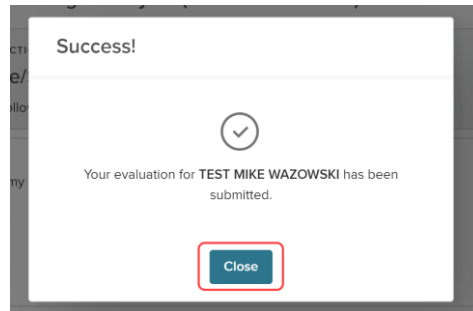 Success!
Your evaluation for TEST MIKE WAZOWSKI has been
submitted.
Close